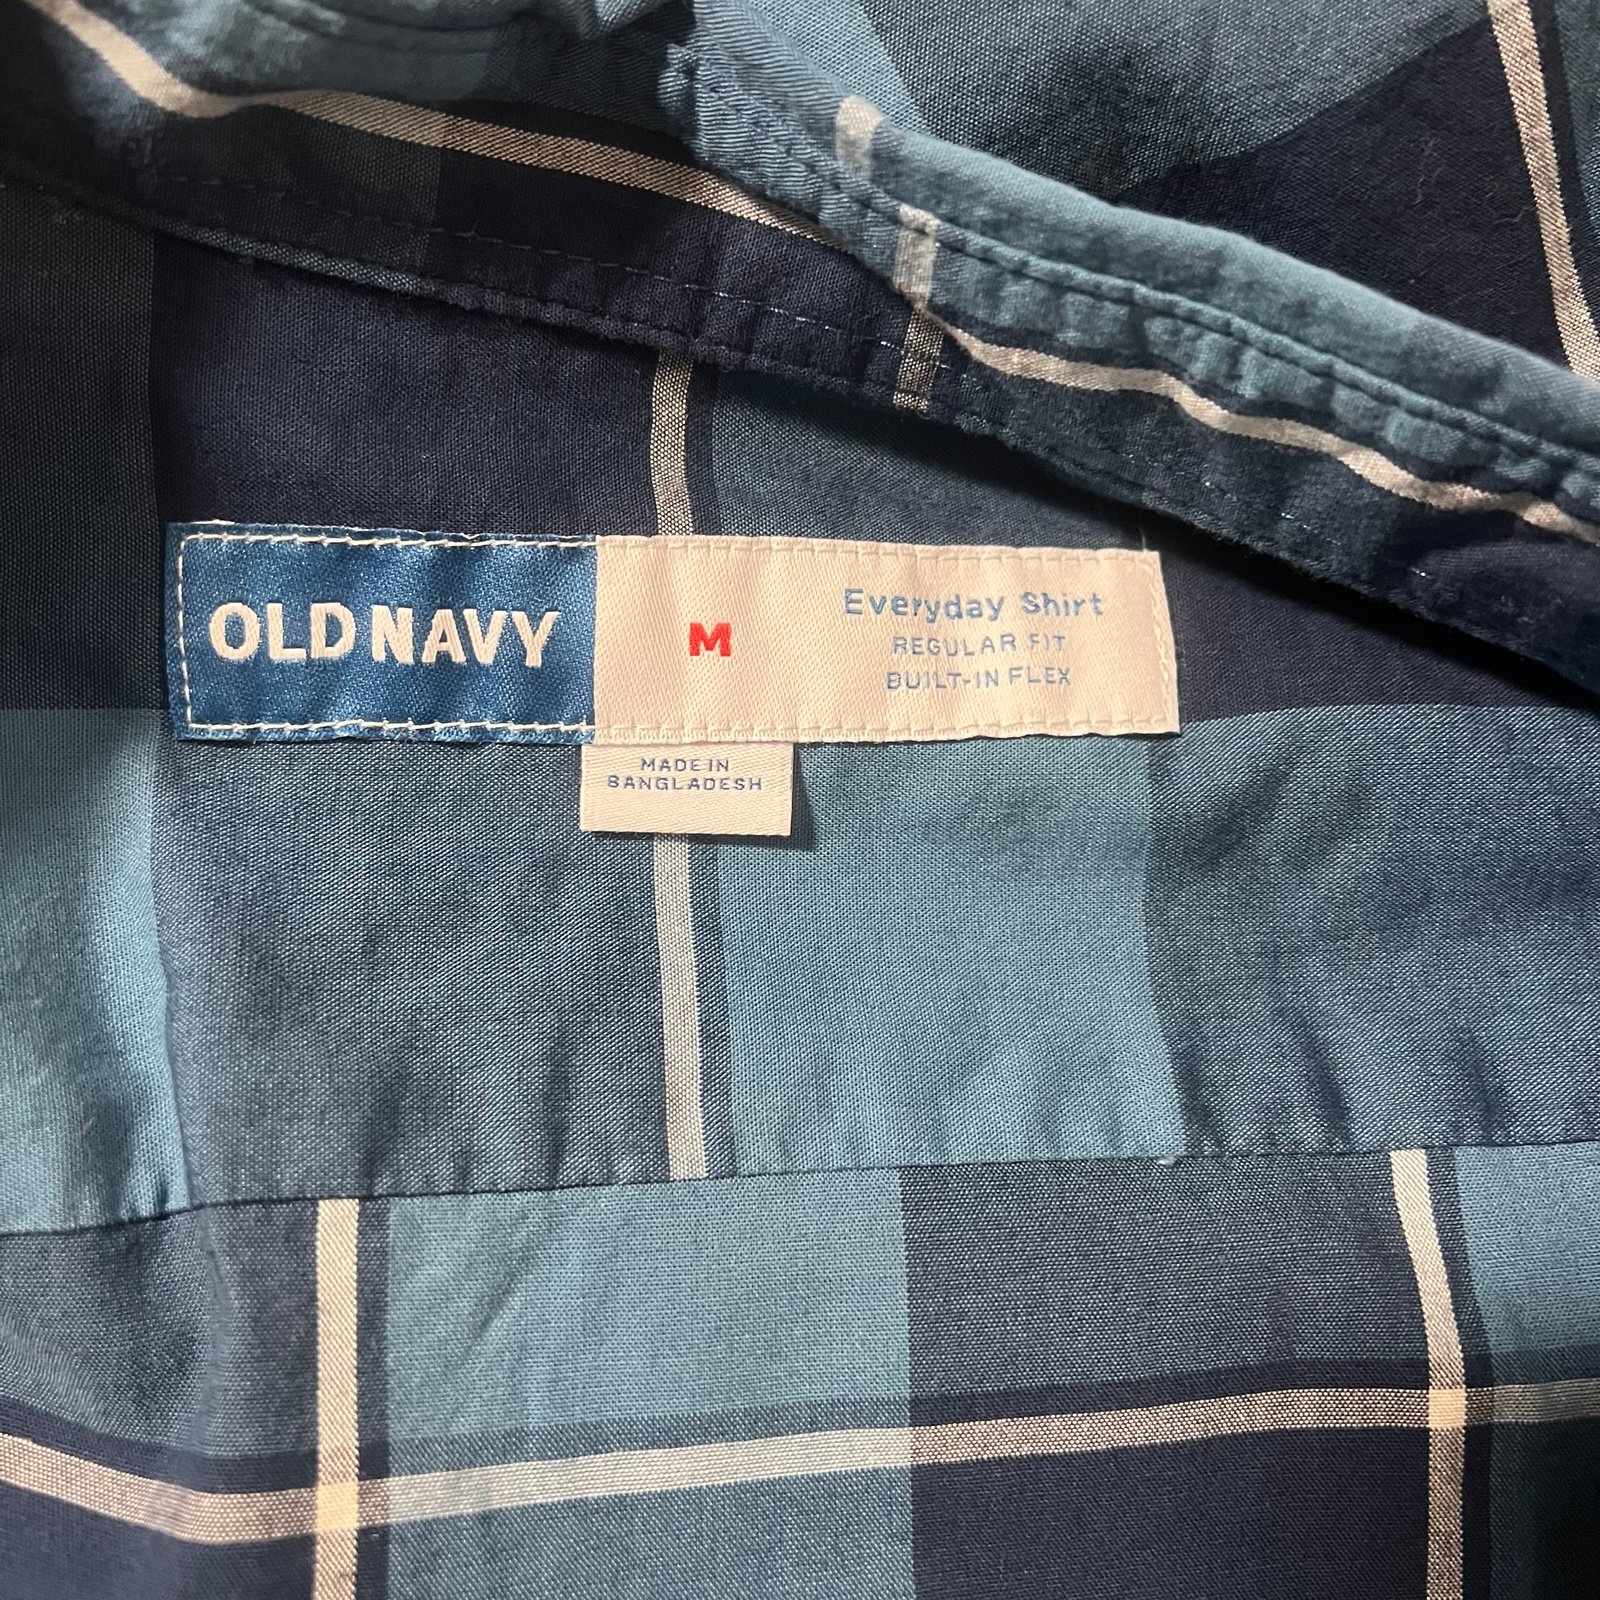 OLD NAVY
M
Everyday Shirt
REGULAR FIT
BUILT-IN FLEX
MADE IN
BANGLADESH